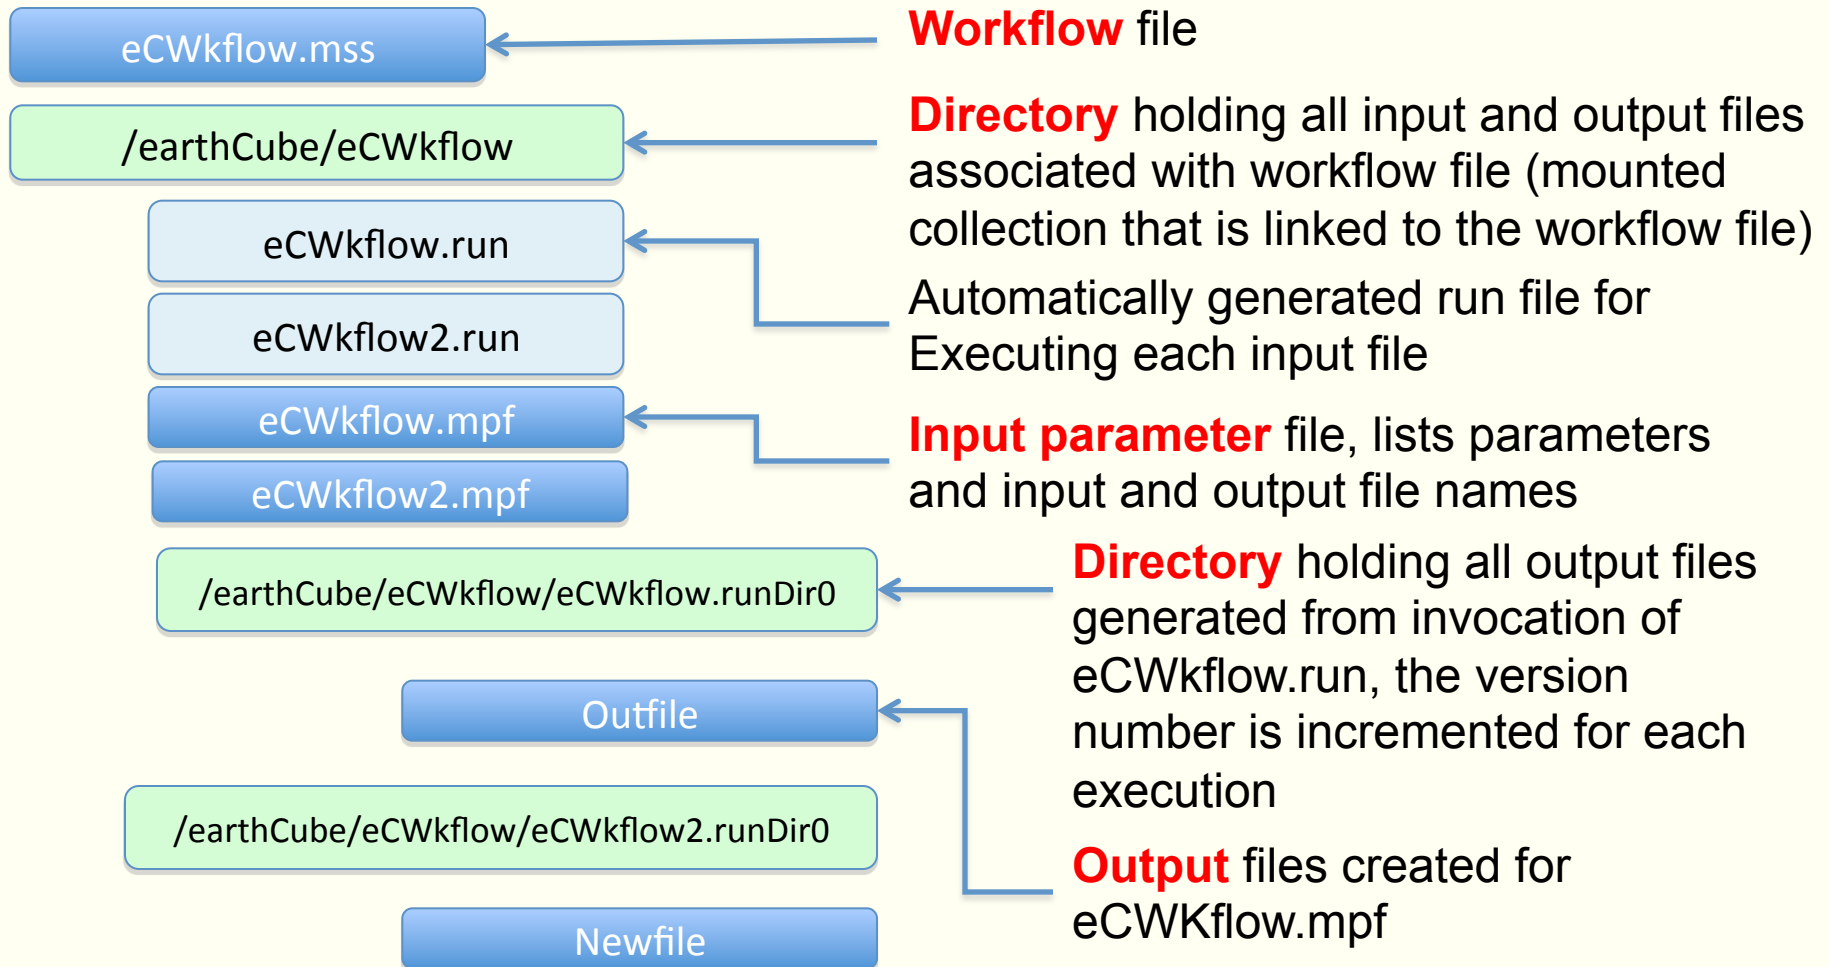 eCWkflow.mss
Workflow file
/earthCube/eCWkflow
Directory holding all input and output files
associated with workflow file (mounted
collection that is linked to the workflow file)
eCWkflow.run
eCWkflow2.run
Automatically generated run file for
Executing each input file
eCWkflow.mpf
eCWkflow2.mpf
Input parameter file, lists parameters
and input and output file names
/earthCube/eCWkflow/eCWkflow.runDir0
Directory holding all output files
generated from invocation of
eCWkflow.run, the version
number is incremented for each
execution
Outfile
/earthCube/eCWkflow/eCWkflow2.runDir0
Newfile
Output files created for
eCWKflow.mpf